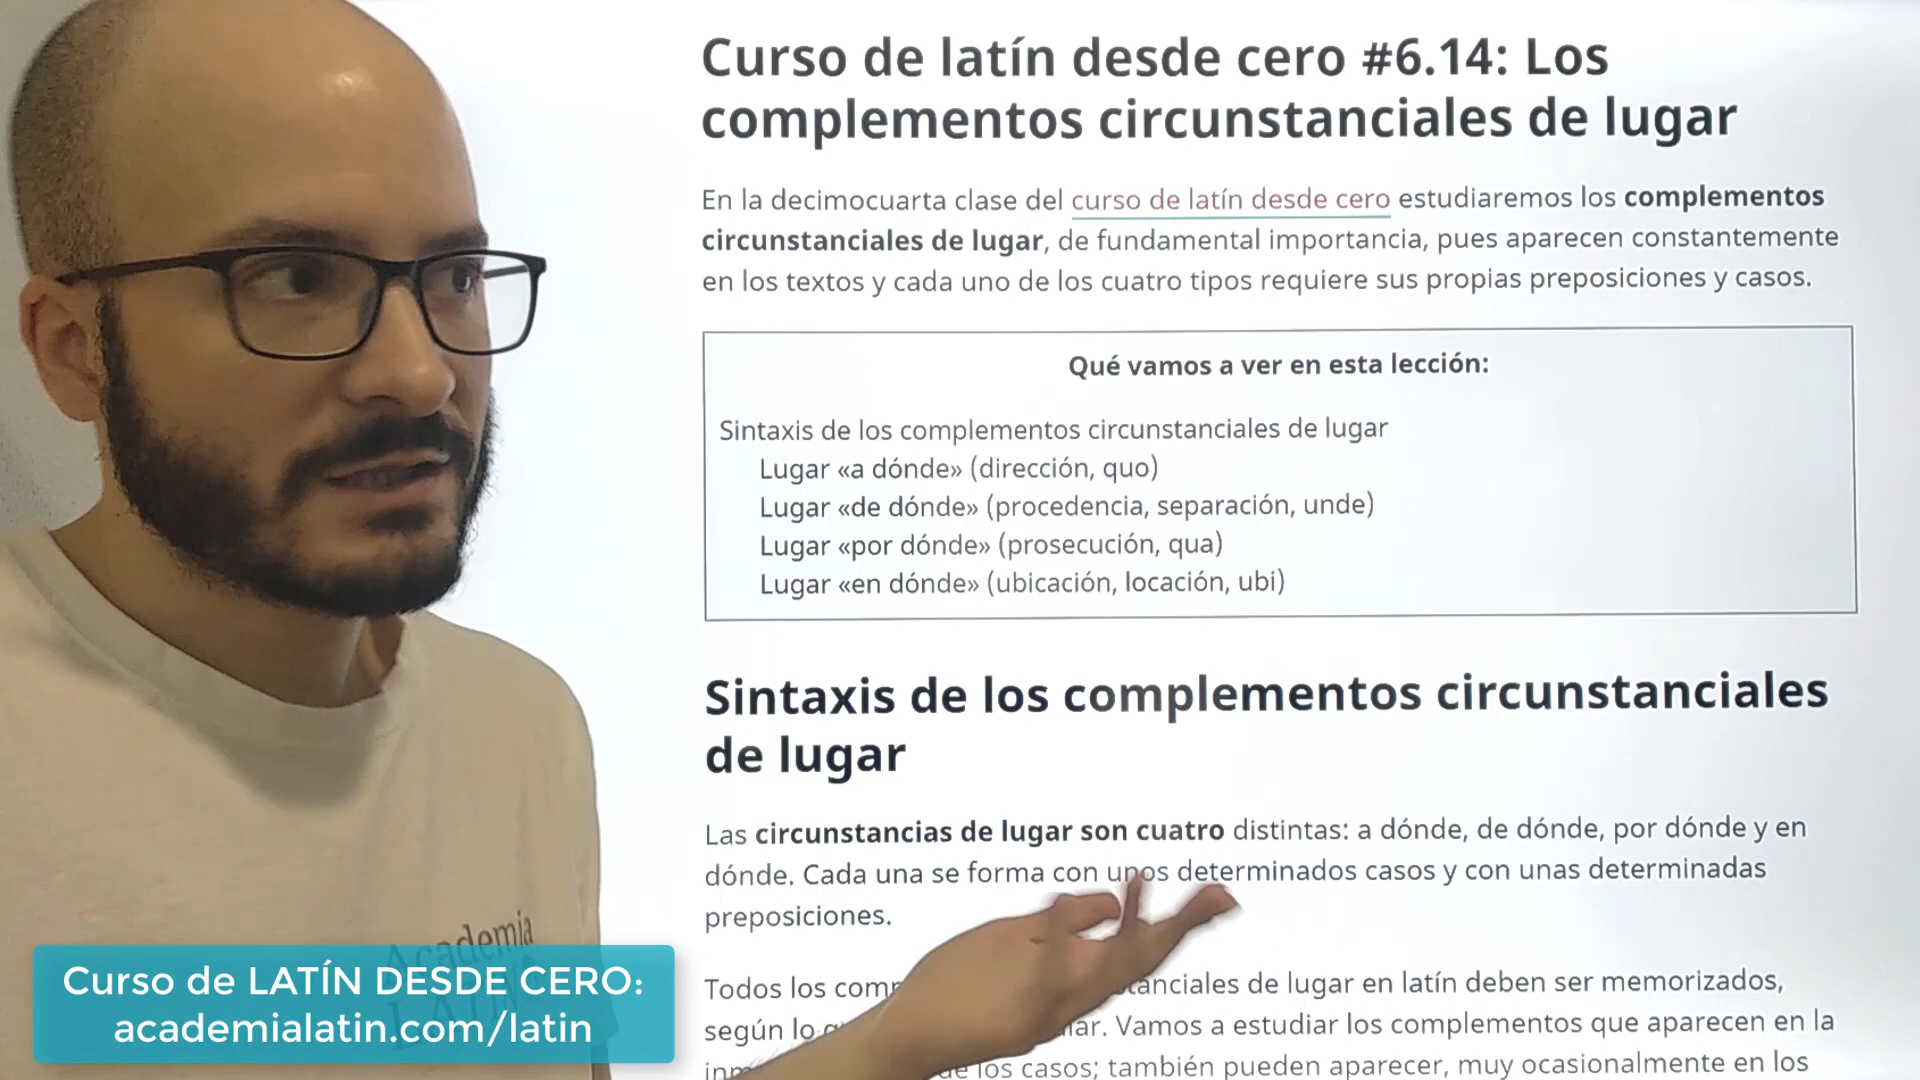 Curso de latín desde cero #6.14: Los
complementos circunstanciales de lugar
En la decimocuarta clase del curso de latín desde cero estudiaremos los complementos
circunstanciales de lugar, de fundamental importancia, pues aparecen constantemente
en los textos y cada uno de los cuatro tipos requiere sus propias preposiciones y casos.
Qué vamos a ver en esta lección:
Sintaxis de los complementos circunstanciales de lugar
Lugar «a dónde» (dirección, quo)
Lugar «de dónde» (procedencia, separación, unde)
Lugar «por dónde» (prosecución, qua)
Lugar «en dónde» (ubicación, locación, ubi)
Sintaxis de los complementos circunstanciales
de lugar
Las circunstancias de lugar son cuatro distintas: a dónde, de dónde, por dónde y en
dónde. Cada una se forma con unos determinados casos y con unas determinadas
preposiciones.
Todos los de lugar en latín deben ser memorizados,
según Vamos a estudiar los complementos que aparecen en la
los casos; también pueden aparecer, muy ocasionalmente en los
Academia
LATÍN
Curso de LATÍN DESDE CERO:
academialatin.com/latin